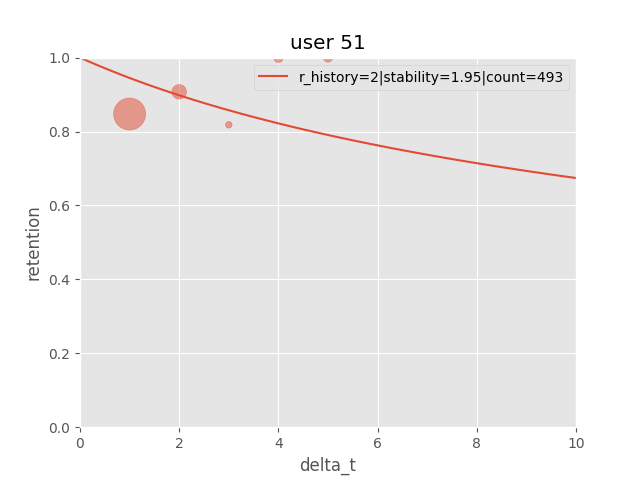 user 51
r_history=2|stability=1.95|count=493
retention
1.0
0.8
0.6
0.4
0.2
0.0
0 2 4 6 8 10
delta_t